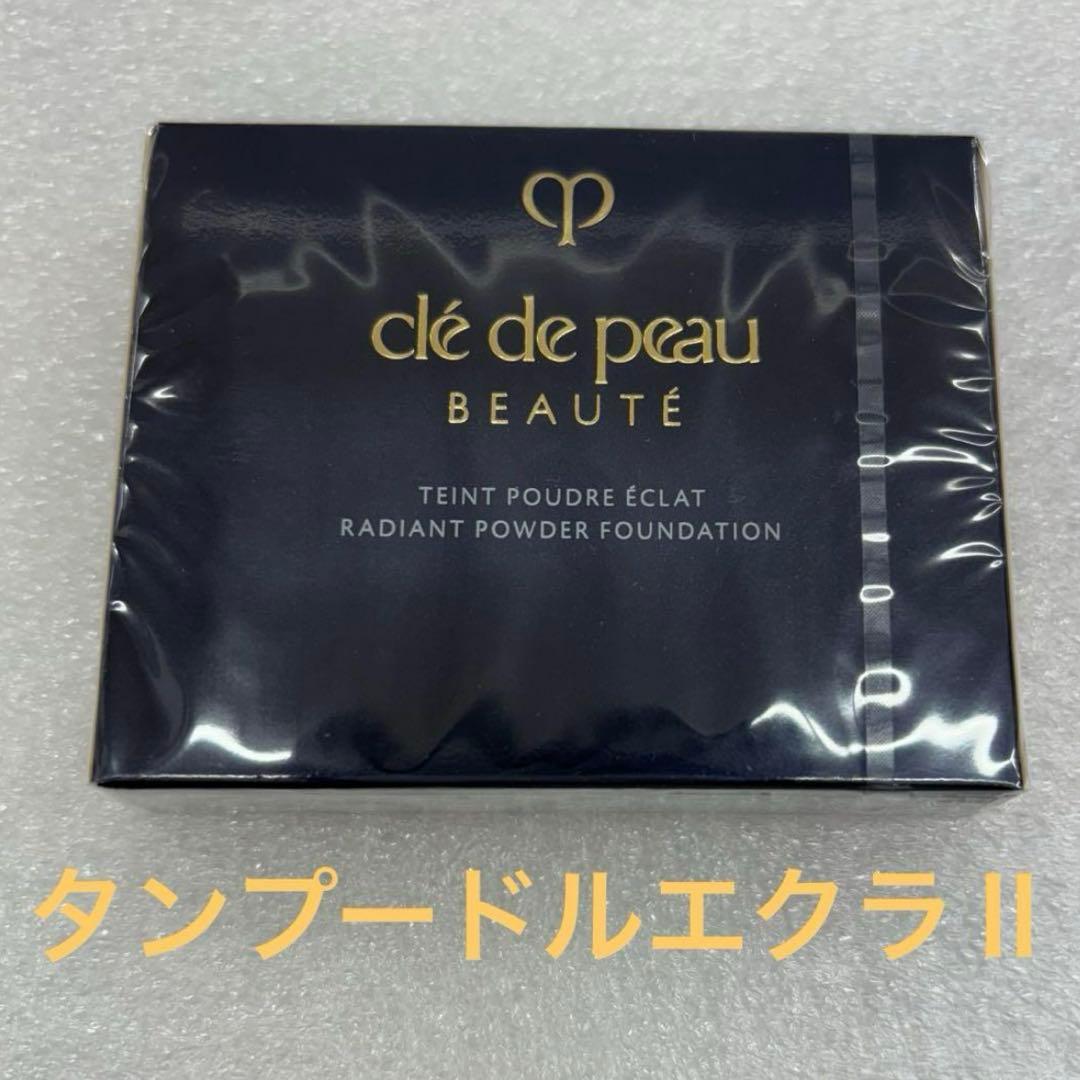 clé de peau
BEAUTÉ
TEINT POUDRE ÉCLAT
RADIANT POWDER FOUNDATION
タンプードルエクラⅡ